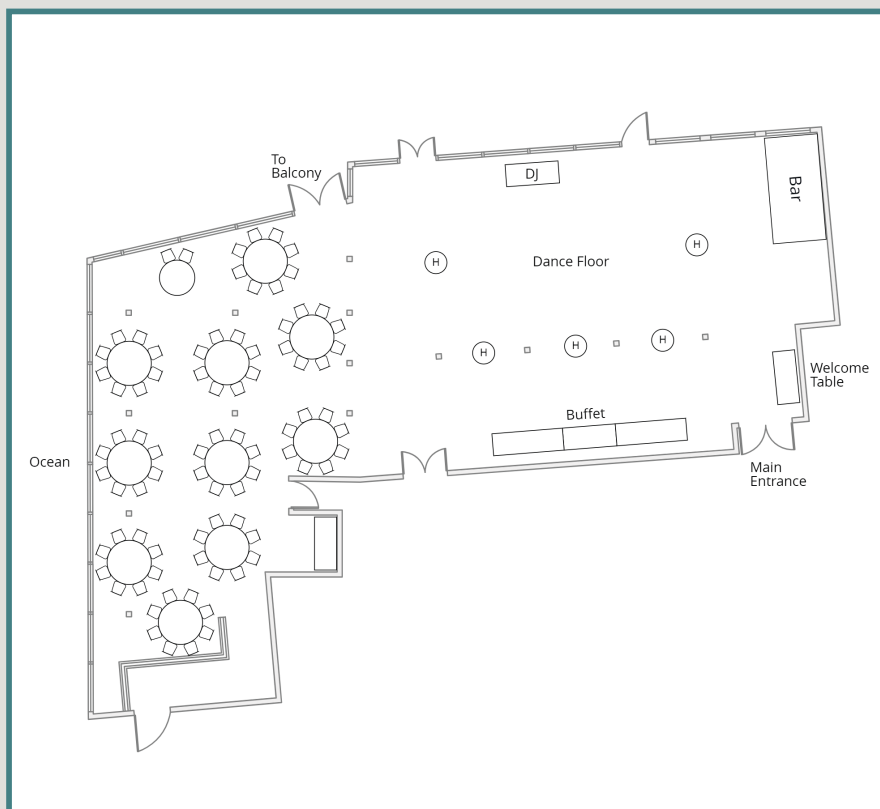 To
Balcony
DJ
Bar
H
H
Dance Floor
H
H
H
Welcome
Table
Buffet
Ocean
Main
Entrance